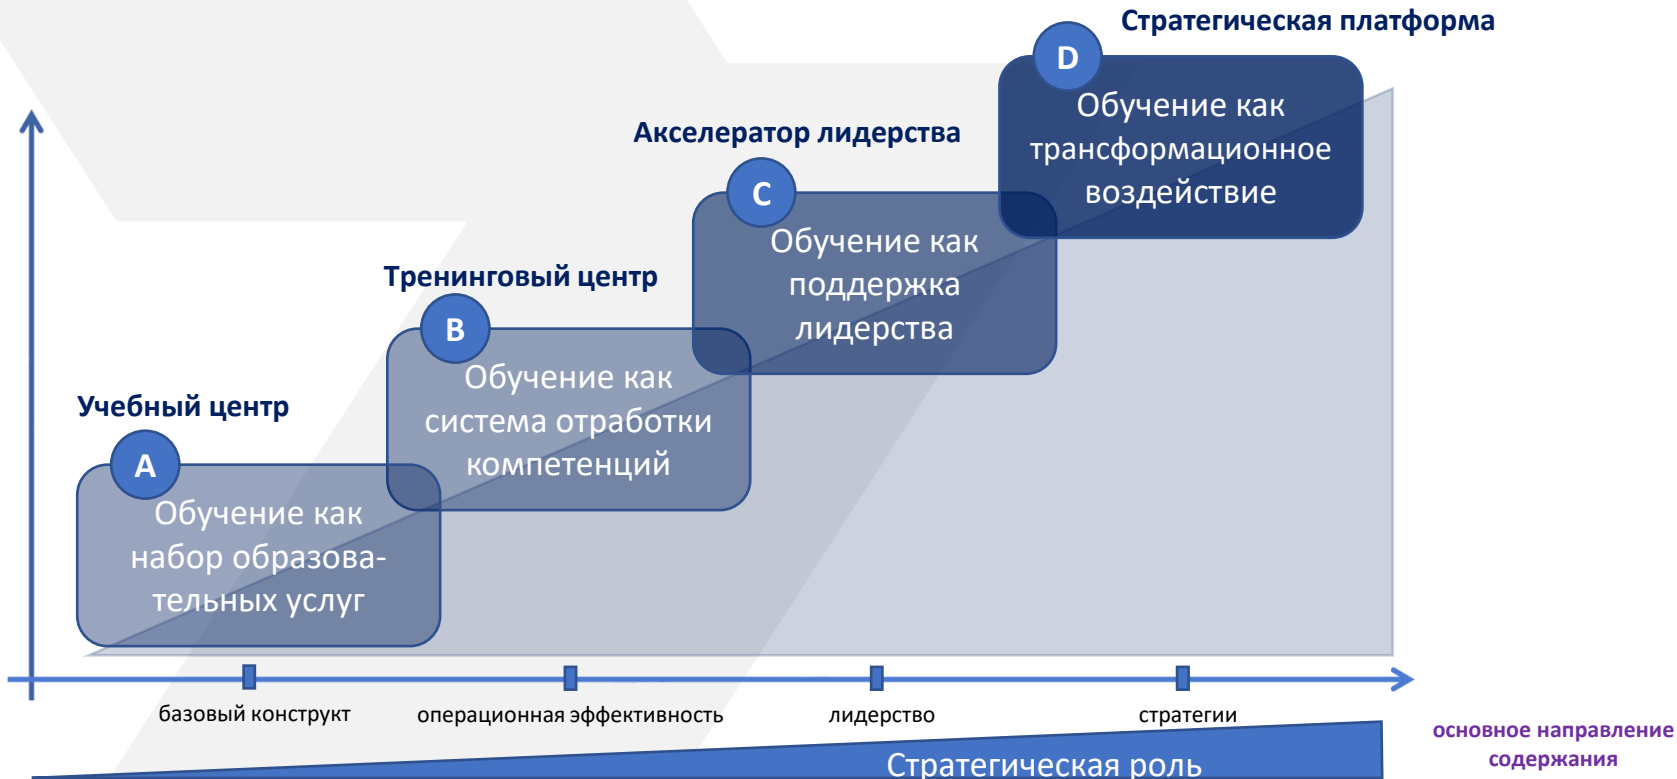 Стратегическая платформа
D
Обучение как
трансформационное
воздействие
Акселератор лидерства
C
Обучение как
поддержка
лидерства
Тренинговый центр
B
Обучение как
система отработки
компетенций
Учебный центр
A
Обучение как
набор образова-
тельных услуг
базовый конструкт
операционная эффективность
лидерство
стратегии
основное направление
содержания
Стратегическая роль